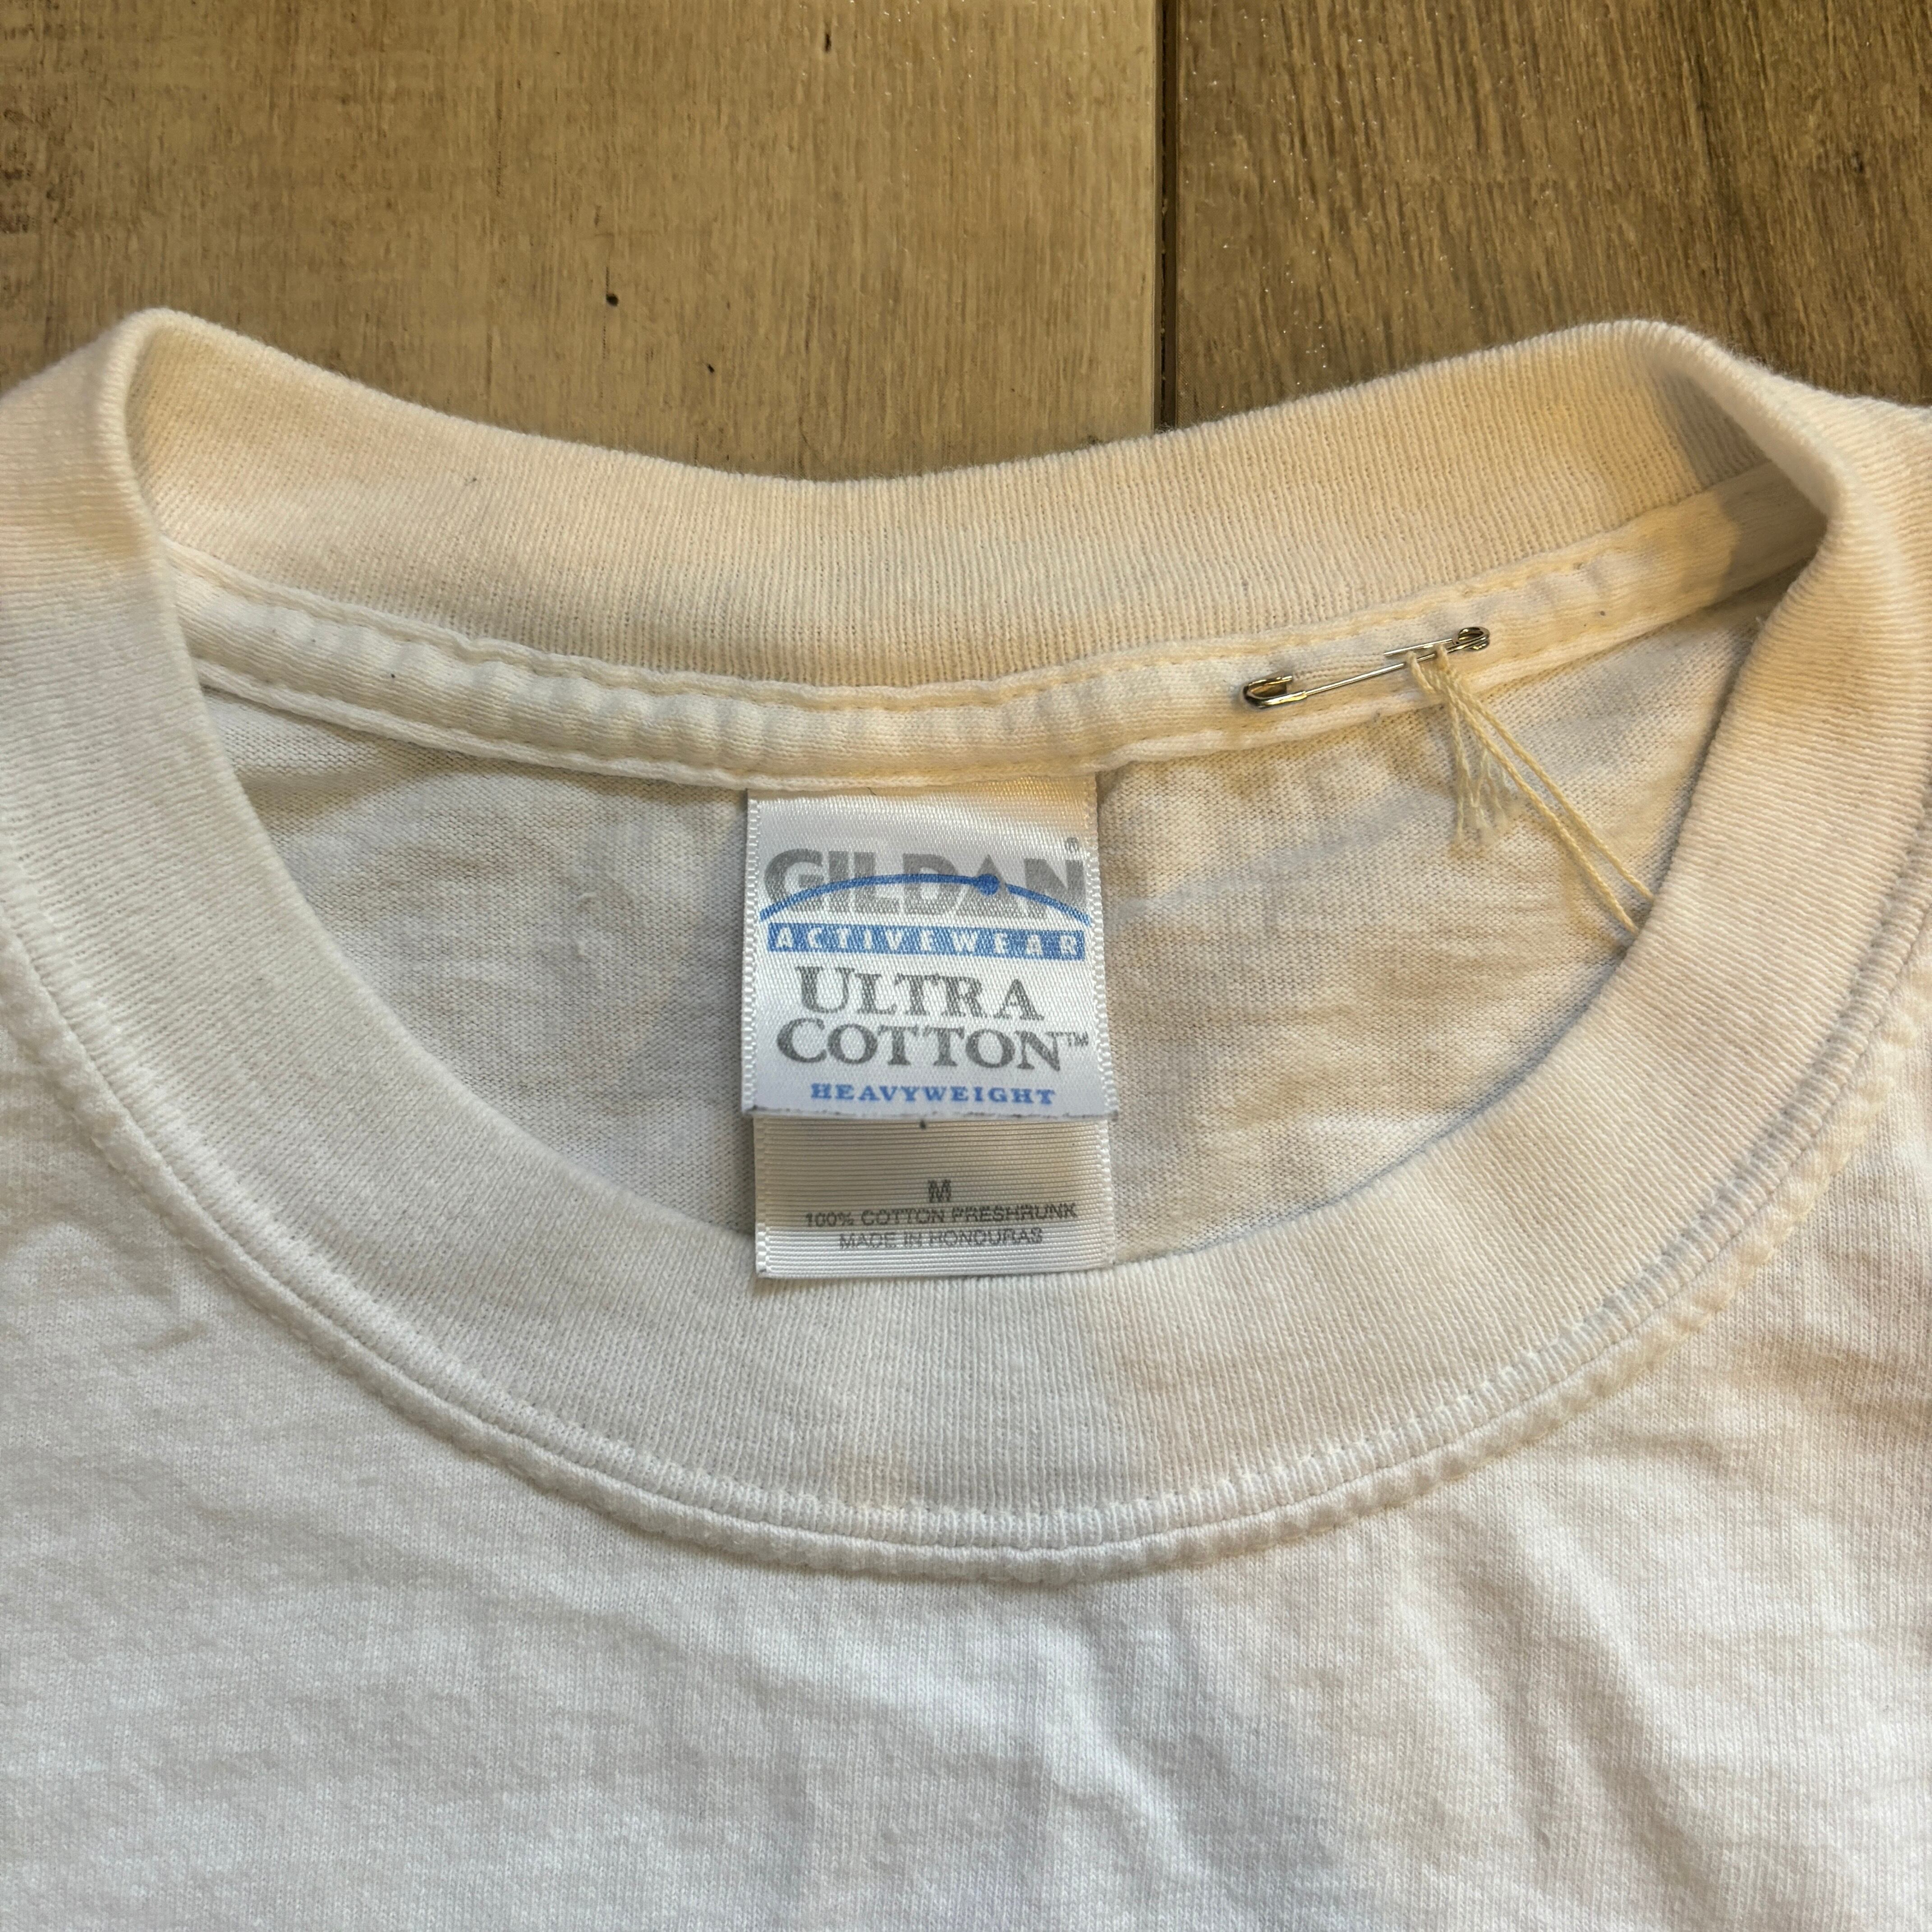 GILDAN®
ACTIVEWEAR
ULTRA
COTTON™
HEAVYWEIGHT
M
100% COTTON PRESHRUNK
MADE IN HONDURAS